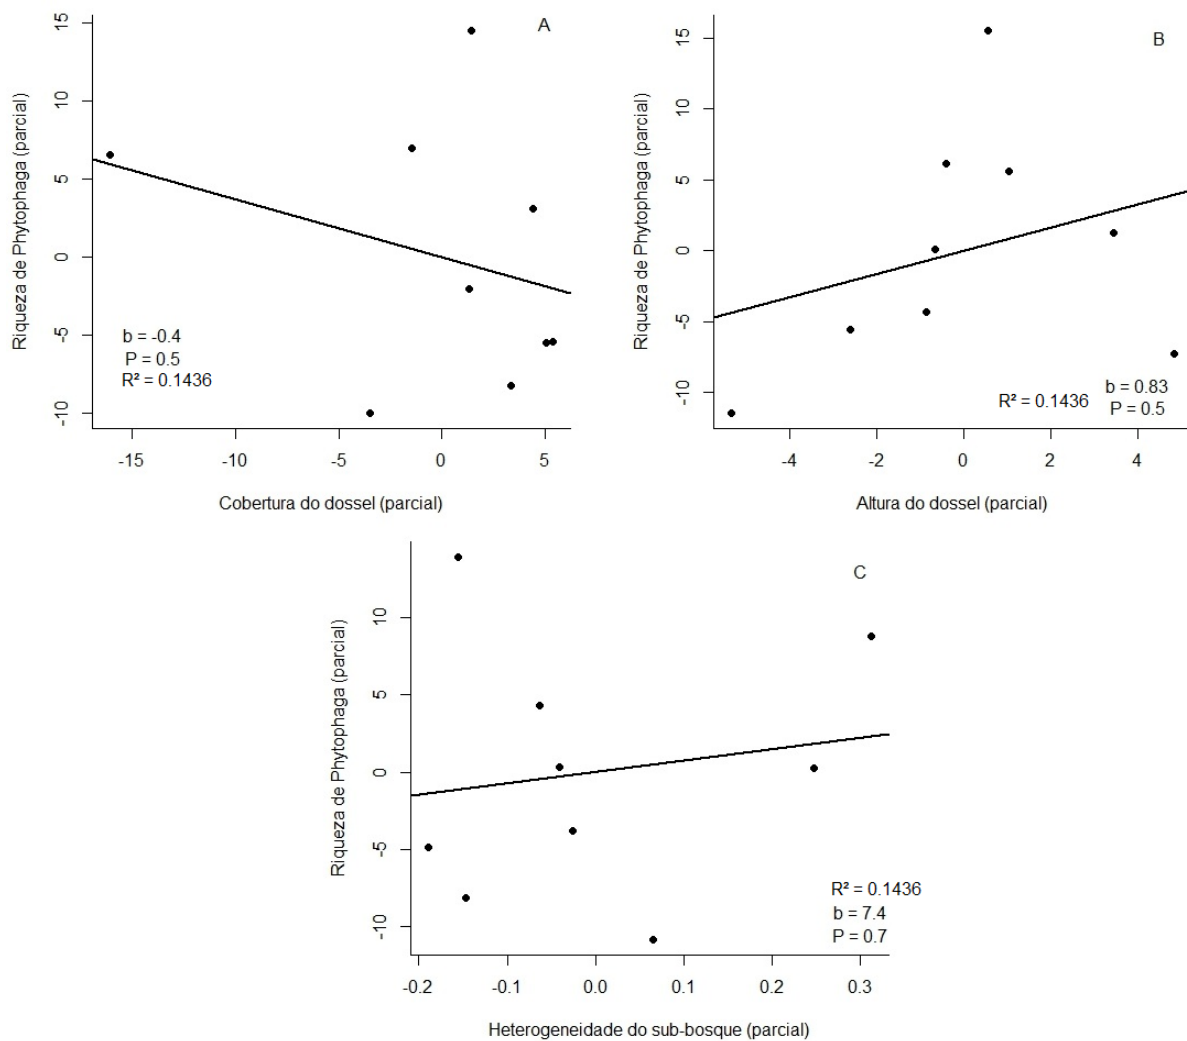 A
Riqueza de Phytophaga (parcial)
15
10
5
0
-5
-10
b = -0.4
P = 0.5
R² = 0.1436
-15
-10
-5
0
5
Cobertura do dossel (parcial)
B
Riqueza de Phytophaga (parcial)
15
10
5
0
-5
-10
R² = 0.1436
b = 0.83
P = 0.5
-4
-2
0
2
4
Altura do dossel (parcial)
C
Riqueza de Phytophaga (parcial)
10
5
0
-5
-10
R² = 0.1436
b = 7.4
P = 0.7
-0.2
-0.1
0.0
0.1
0.2
0.3
Heterogeneidade do sub-bosque (parcial)